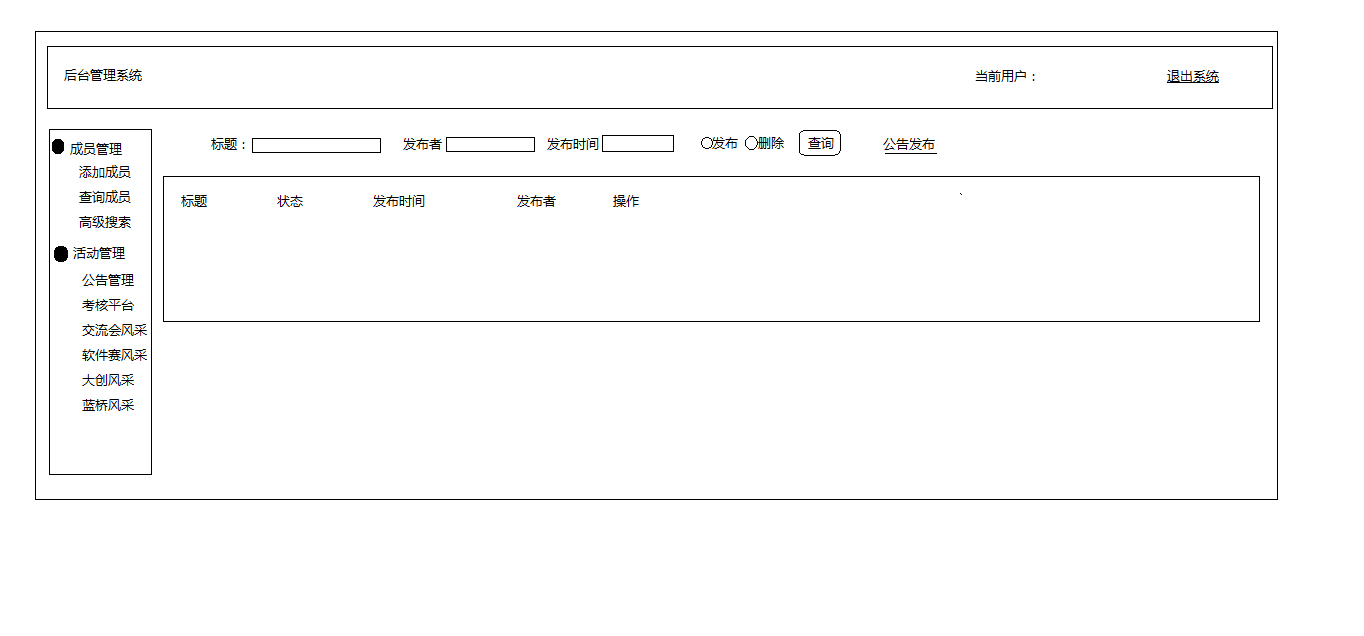 后台管理系统 当前用户： 退出系统
标题： 发布者 发布时间 发布 删除 查询 公告发布
成员管理
添加成员
查询成员
高级搜索
活动管理
公告管理
考核平台
交流会风采
软件赛风采
大创风采
蓝桥风采
标题 状态 发布时间 发布者 操作 `